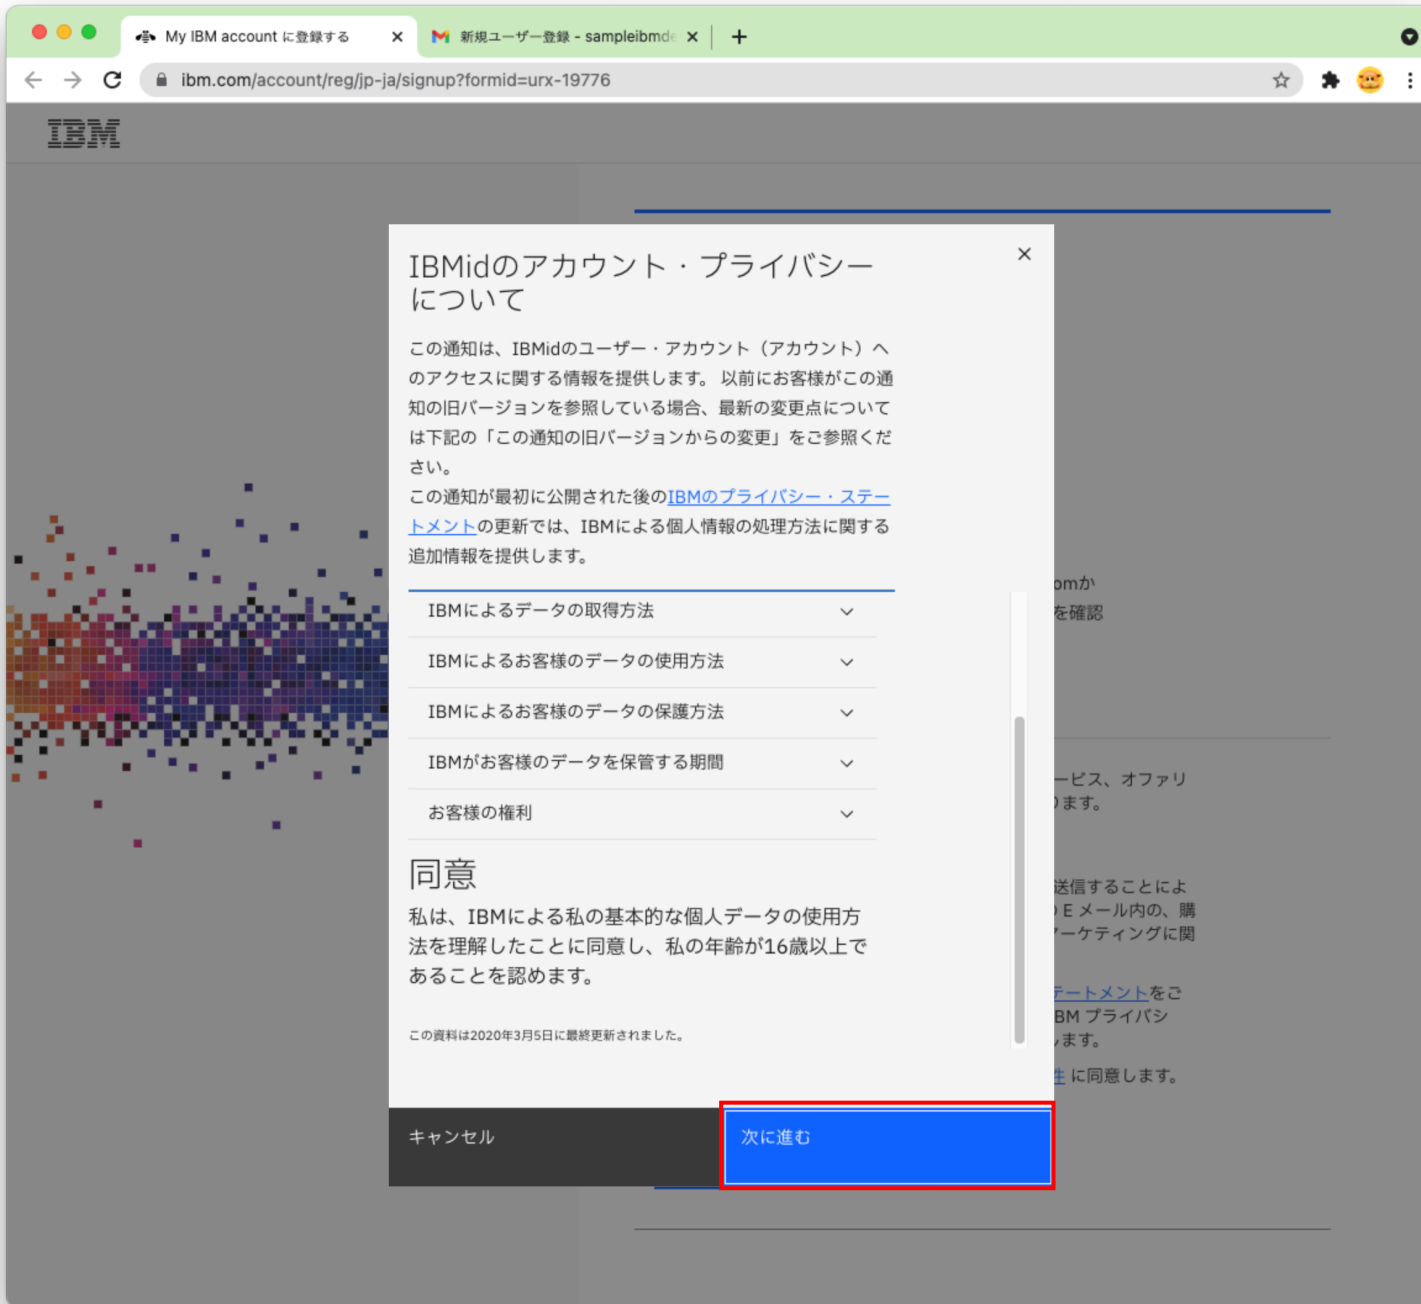 My IBM account に登録する
新規ユーザー登録 - sampleibmde
ibm.com/account/reg/jp-ja/signup?formid=urx-19776
IBM
IBMidのアカウント・プライバシー
について
この通知は、IBMidのユーザー・アカウント（アカウント）へ
のアクセスに関する情報を提供します。 以前にお客様がこの通
知の旧バージョンを参照している場合、最新の変更点について
は下記の「この通知の旧バージョンからの変更」をご参照くだ
さい。
この通知が最初に公開された後のIBMのプライバシー・ステー
トメントの更新では、IBMによる個人情報の処理方法に関する
追加情報を提供します。
IBMによるデータの取得方法
IBMによるお客様のデータの使用方法
IBMによるお客様のデータの保護方法
IBMがお客様のデータを保管する期間
お客様の権利
同意
私は、IBMによる私の基本的な個人データの使用方
法を理解したことに同意し、私の年齢が16歳以上で
あることを認めます。
この資料は2020年3月5日に最終更新されました。
キャンセル
次に進む
omか
を確認
ービス、オファリ
ます。
送信することによ
Ｅメール内の、購
ーケティングに関
テートメントをご
BM プライバシ
ます。
件 に同意します。